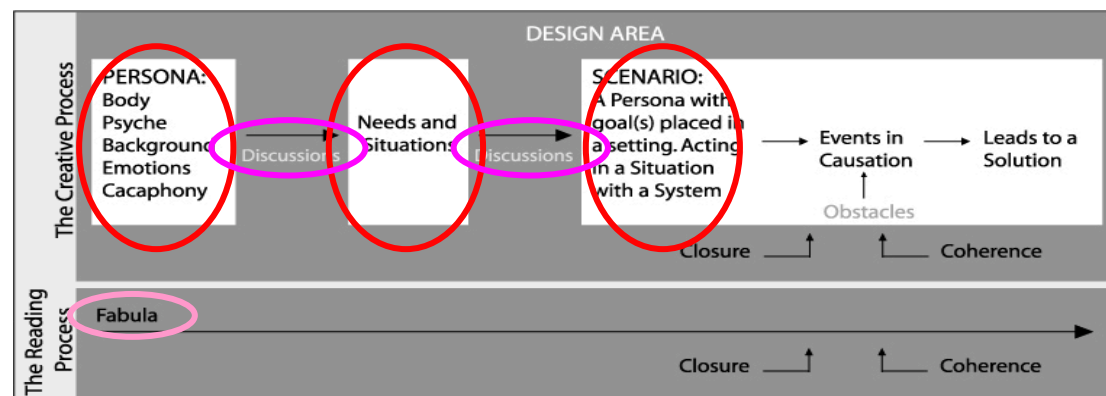 DESIGN AREA
The Creative Process
PERSONA:
Body
Psyche
Background
Emotions
Cacaphony
Discussions
Needs and
Situations
Discussions
SCENARIO:
A Persona with
goal(s) placed in
a setting. Acting
in a Situation
with a System
Events in
Causation
Leads to a
Solution
Obstacles
Closure
Coherence
The Reading
Process
Fabula
Closure
Coherence